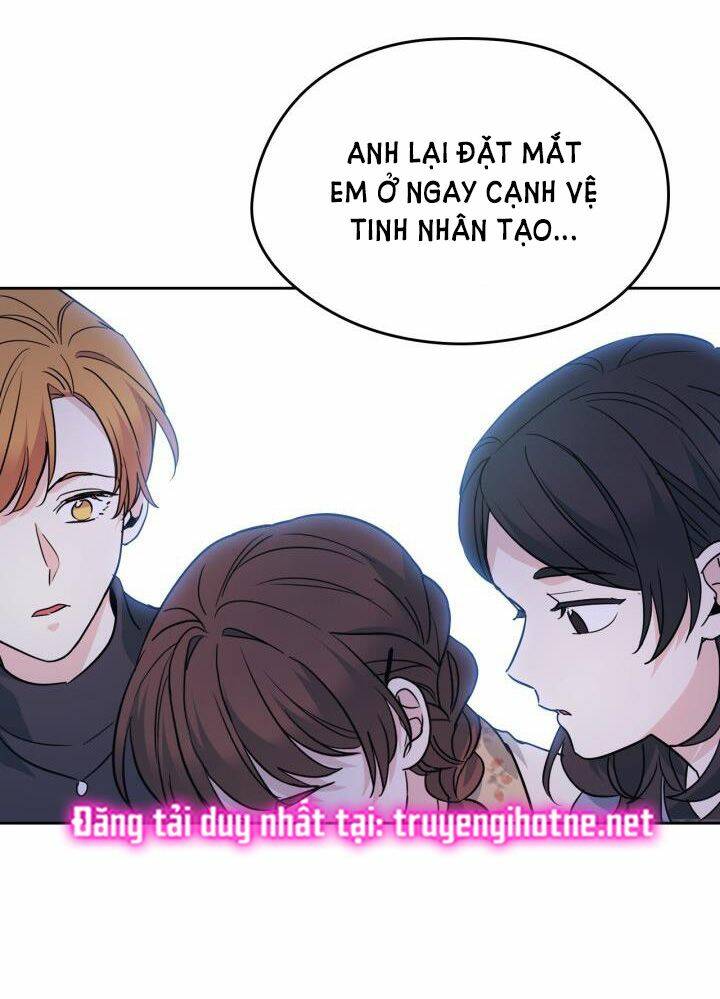 ANH LẠI ĐẶT MẮT
EM Ở NGAY CẠNH VỆ
TINH NHÂN TẠO...
Đăng tải duy nhất tại: truyengihotne.net